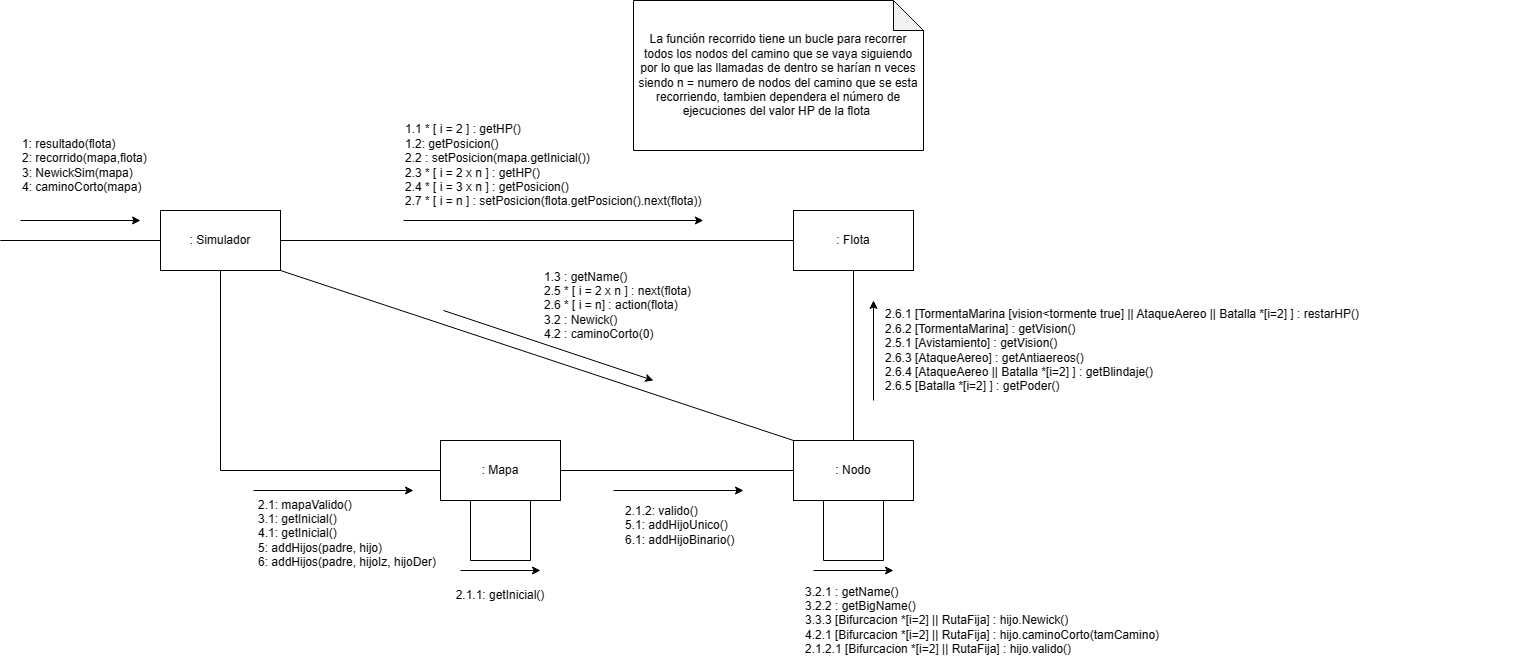 La función recorrido tiene un bucle para recorrer
todos los nodos del camino que se vaya siguiendo
por lo que las llamadas de dentro se harían n veces
siendo n = numero de nodos del camino que se esta
recorriendo, tambien dependera el número de
ejecuciones del valor HP de la flota
1: resultado(flota)
2: recorrido(mapa,flota)
3: NewickSim(mapa)
4: caminoCorto(mapa)
1.1 * [ i = 2 ] : getHP()
1.2: getPosicion()
2.2 : setPosicion(mapa.getInicial())
2.3 * [ i = 2 x n ] : getHP()
2.4 * [ i = 3 x n ] : getPosicion()
2.7 * [ i = n ] : setPosicion(flota.getPosicion().next(flota))
: Simulador
: Flota
1.3 : getName()
2.5 * [ i = 2 x n ] : next(flota)
2.6 * [ i = n] : action(flota)
3.2 : Newick()
4.2 : caminoCorto(0)
2.6.1 [TormentaMarina [vision<tormente true] || AtaqueAereo || Batalla *[i=2] ] : restarHP()
2.6.2 [TormentaMarina] : getVision()
2.5.1 [Avistamiento] : getVision()
2.6.3 [AtaqueAereo] : getAntiaereos()
2.6.4 [AtaqueAereo || Batalla *[i=2] ] : getBlindaje()
2.6.5 [Batalla *[i=2] ] : getPoder()
: Mapa
: Nodo
2.1: mapaValido()
3.1: getInicial()
4.1: getInicial()
5: addHijos(padre, hijo)
6: addHijos(padre, hijoIz, hijoDer)
2.1.2: valido()
5.1: addHijoUnico()
6.1: addHijoBinario()
2.1.1: getInicial()
3.2.1 : getName()
3.2.2 : getBigName()
3.3.3 [Bifurcacion *[i=2] || RutaFija] : hijo.Newick()
4.2.1 [Bifurcacion *[i=2] || RutaFija] : hijo.caminoCorto(tamCamino)
2.1.2.1 [Bifurcacion *[i=2] || RutaFija] : hijo.valido()